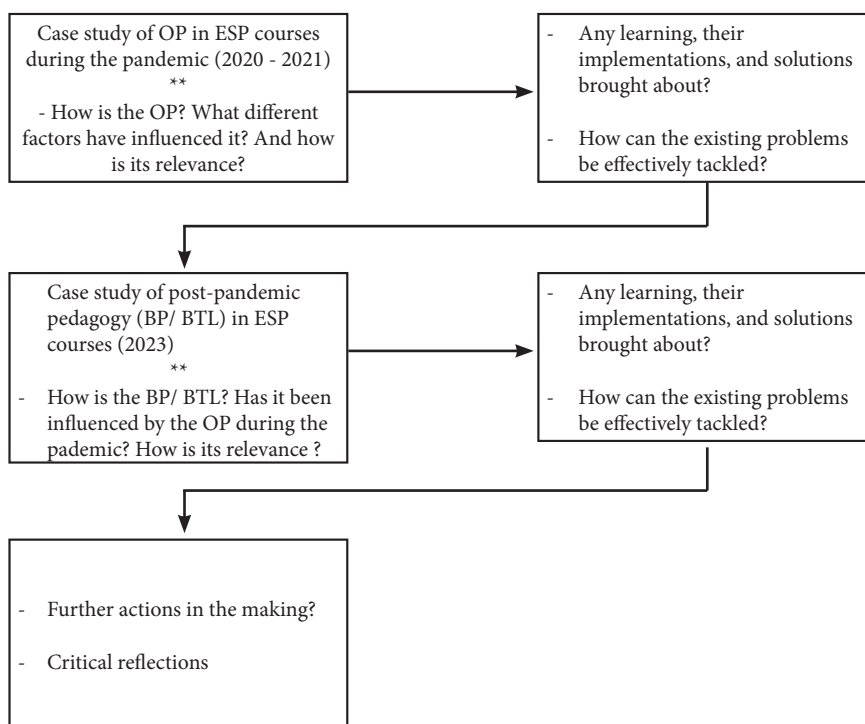 Case study of OP in ESP courses
during the pandemic (2020 - 2021)
**
- How is the OP? What different
factors have influenced it? And how
is its relevance?
- Any learning, their
implementations, and solutions
brought about?
- How can the existing problems
be effectively tackled?
Case study of post-pandemic
pedagogy (BP/ BTL) in ESP
courses (2023)
**
- How is the BP/ BTL? Has it been
influenced by the OP during the
pademic? How is its relevance ?
- Any learning, their
implementations, and solutions
brought about?
- How can the existing problems
be effectively tackled?
- Further actions in the making?
- Critical reflections